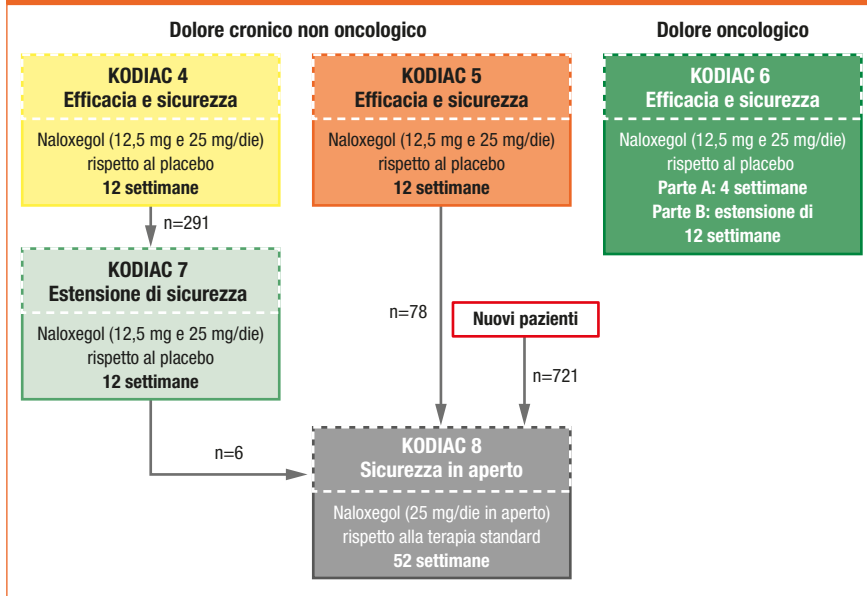 Dolore cronico non oncologico
Dolore oncologico
KODIAC 4
Efficacia e sicurezza
Naloxegol (12,5 mg e 25 mg/die)
rispetto al placebo
12 settimane
KODIAC 5
Efficacia e sicurezza
Naloxegol (12,5 mg e 25 mg/die)
rispetto al placebo
12 settimane
KODIAC 6
Efficacia e sicurezza
Naloxegol (12,5 mg e 25 mg/die)
rispetto al placebo
Parte A: 4 settimane
Parte B: estensione di
12 settimane
n=291
KODIAC 7
Estensione di sicurezza
Naloxegol (12,5 mg e 25 mg/die)
rispetto al placebo
12 settimane
n=78
Nuovi pazienti
n=721
n=6
KODIAC 8
Sicurezza in aperto
Naloxegol (25 mg/die in aperto)
rispetto alla terapia standard
52 settimane